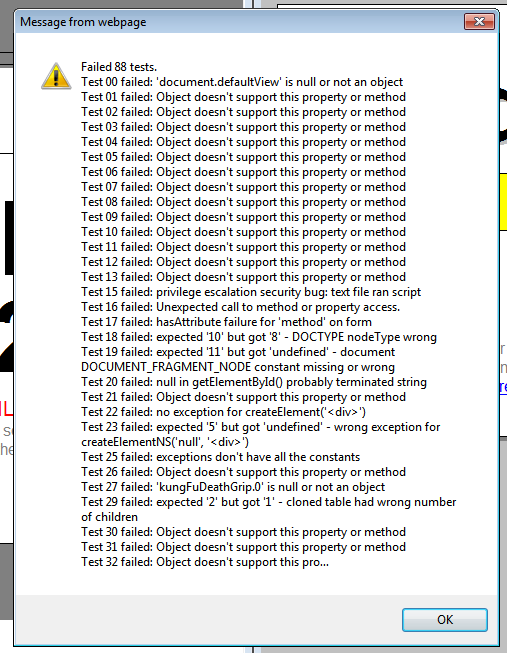 Message from webpage
Failed 88 tests.
Test 00 failed: 'document.defaultView' is null or not an object
Test 01 failed: Object doesn't support this property or method
Test 02 failed: Object doesn't support this property or method
Test 03 failed: Object doesn't support this property or method
Test 04 failed: Object doesn't support this property or method
Test 05 failed: Object doesn't support this property or method
Test 06 failed: Object doesn't support this property or method
Test 07 failed: Object doesn't support this property or method
Test 08 failed: Object doesn't support this property or method
Test 09 failed: Object doesn't support this property or method
Test 10 failed: Object doesn't support this property or method
Test 11 failed: Object doesn't support this property or method
Test 12 failed: Object doesn't support this property or method
Test 13 failed: Object doesn't support this property or method
Test 15 failed: privilege escalation security bug: text file ran script
Test 16 failed: Unexpected call to method or property access.
Test 17 failed: hasAttribute failure for 'method' on form
Test 18 failed: expected '10' but got '8' - DOCTYPE nodeType wrong
Test 19 failed: expected '11' but got 'undefined' - document
DOCUMENT_FRAGMENT_NODE constant missing or wrong
Test 20 failed: null in getElementById() probably terminated string
Test 21 failed: Object doesn't support this property or method
Test 22 failed: no exception for createElement('<div>')
Test 23 failed: expected '5' but got 'undefined' - wrong exception for
createElementNS('null', '<div>')
Test 25 failed: exceptions don't have all the constants
Test 26 failed: Object doesn't support this property or method
Test 27 failed: 'kungFuDeathGrip.0' is null or not an object
Test 29 failed: expected '2' but got '1' - cloned table had wrong number
of children
Test 30 failed: Object doesn't support this property or method
Test 31 failed: Object doesn't support this property or method
Test 32 failed: Object doesn't support this pro...
OK